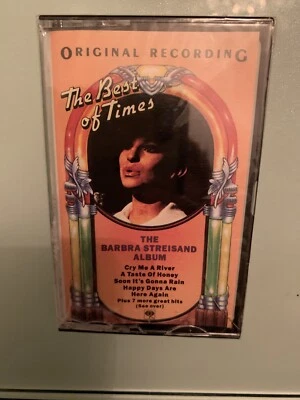 ORIGINAL RECORDING
The Best
of Times
THE
BARBRA STREISAND
ALBUM
Cry Me A River
A Taste Of Honey
Soon It's Gonna Rain
Happy Days Are
Here Again
Plus 7 more great hits
(See over)